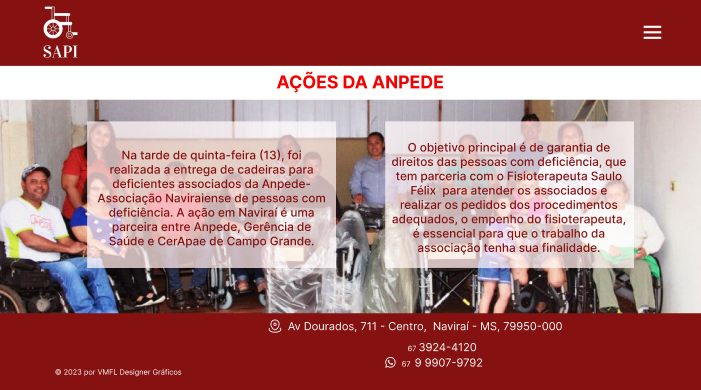 SAPI
AÇÕES DA ANPEDE
Na tarde de quinta-feira (13), foi
realizada a entrega de cadeiras para
deficientes associados da Anpede-
Associação Naviraiense de pessoas com
deficiência. A ação em Naviraí é uma
parceira entre Anpede, Gerência de
Saúde e CerApae de Campo Grande.
O objetivo principal é de garantia de
direitos das pessoas com deficiência, que
tem parceria com o Fisioterapeuta Saulo
Félix para atender os associados e
realizar os pedidos dos procedimentos
adequados, o empenho do fisioterapeuta,
é essencial para que o trabalho da
associação tenha sua finalidade.
Av Dourados, 711 - Centro, Naviraí - MS, 79950-000
67 3924-4120
67 9 9907-9792
© 2023 por VMFL Designer Gráficos